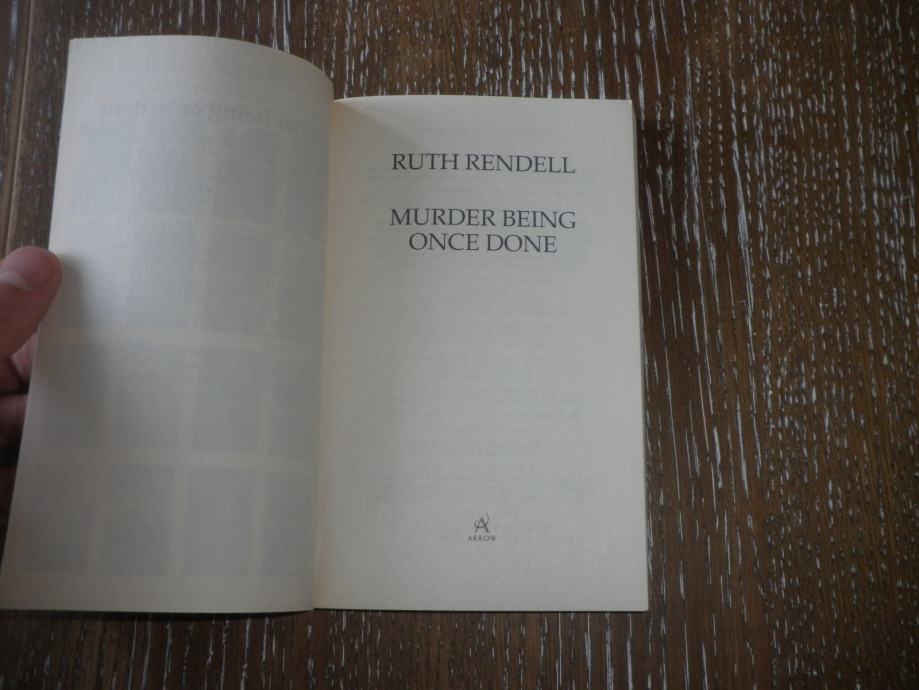 RUTH RENDELL
MURDER BEING
ONCE DONE
ARROW